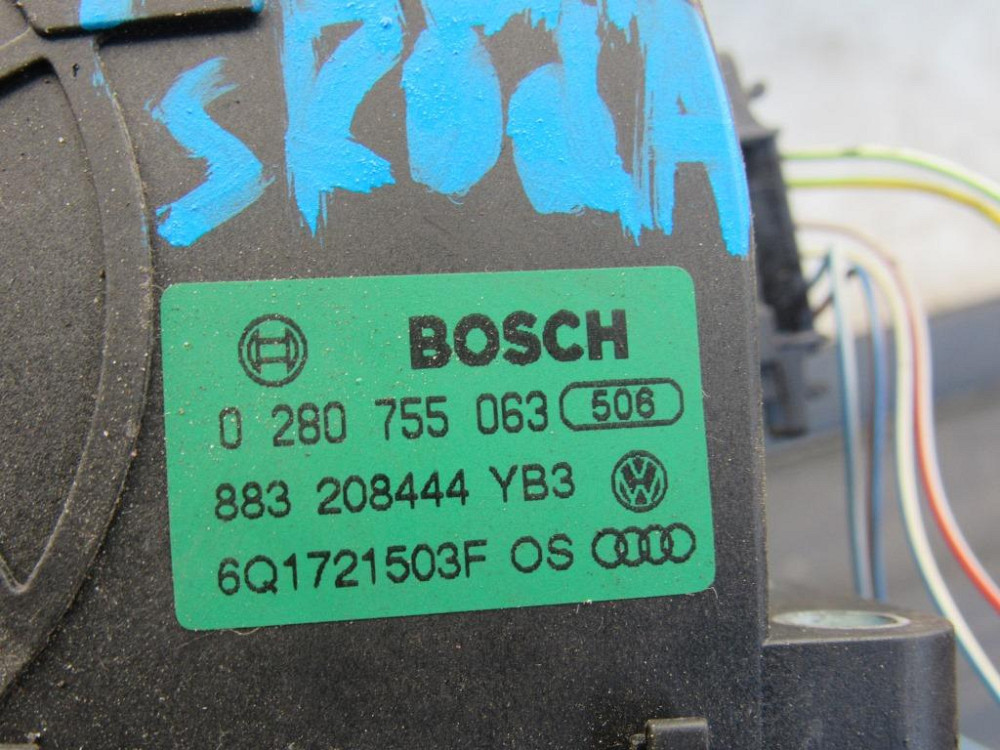 SKODA
BOSCH
0 280 755 063 506
883 208444 YB3
6Q1721503F OS